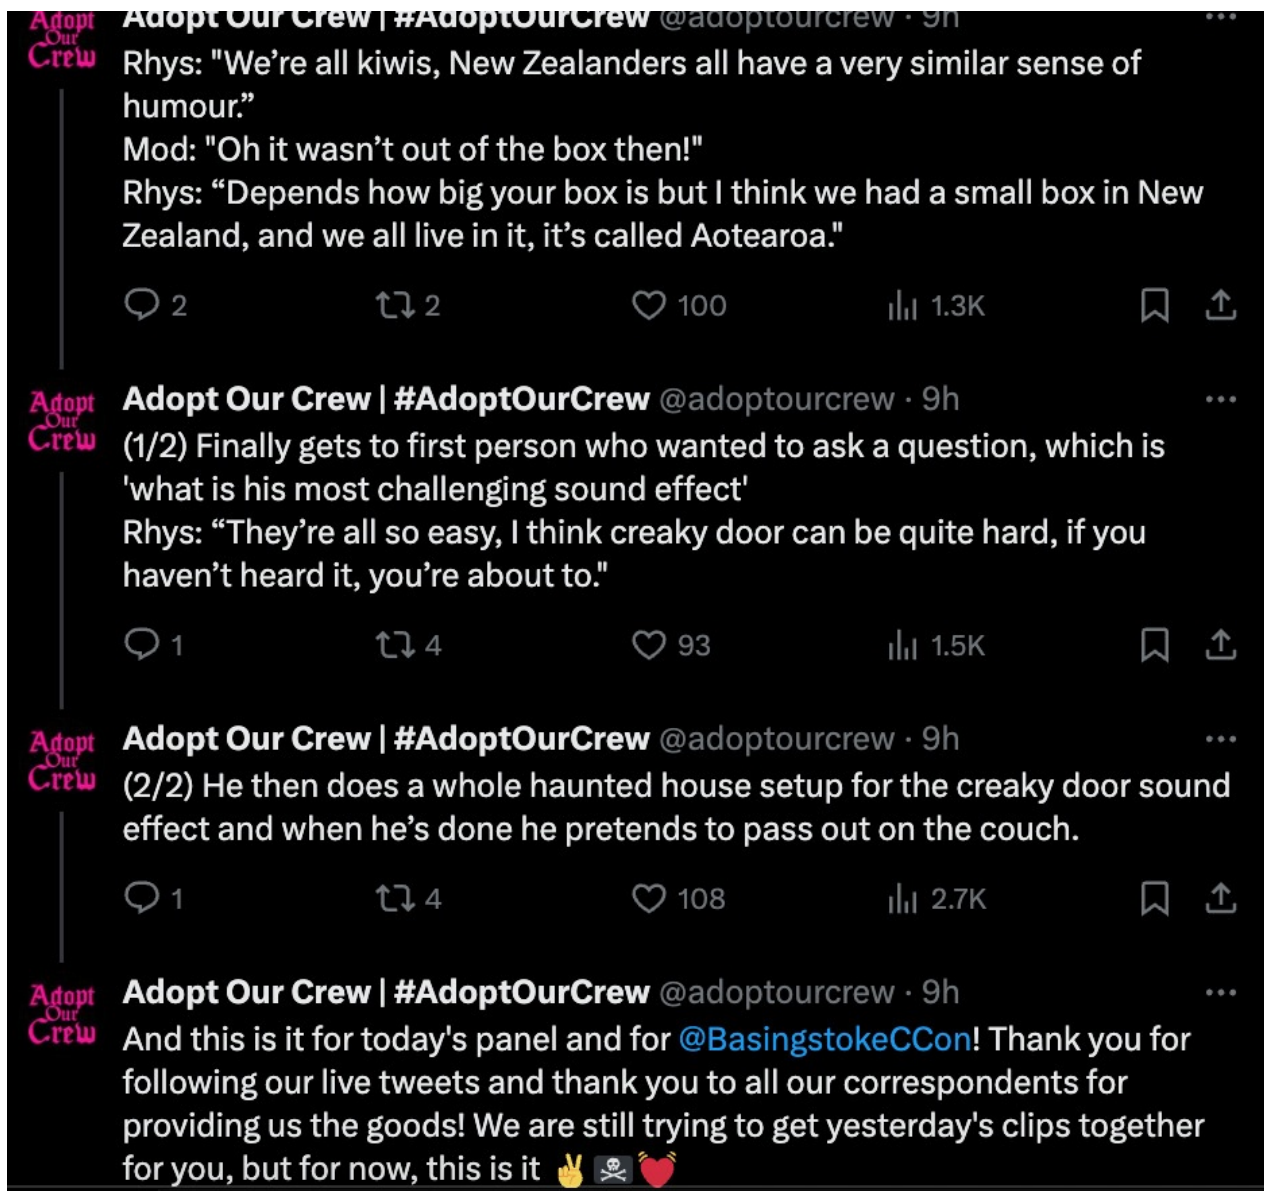 Adopt Our Crew | #AdoptOurCrew @adoptourcrew · 9h
Adopt
Our
Crew
Rhys: "We’re all kiwis, New Zealanders all have a very similar sense of
humour.”
Mod: "Oh it wasn’t out of the box then!"
Rhys: “Depends how big your box is but I think we had a small box in New
Zealand, and we all live in it, it’s called Aotearoa."
2 2 100 1.3K
Adopt
Our
Crew
Adopt Our Crew | #AdoptOurCrew @adoptourcrew · 9h
(1/2) Finally gets to first person who wanted to ask a question, which is
'what is his most challenging sound effect'
Rhys: “They’re all so easy, I think creaky door can be quite hard, if you
haven’t heard it, you’re about to."
1 4 93 1.5K
Adopt
Our
Crew
Adopt Our Crew | #AdoptOurCrew @adoptourcrew · 9h
(2/2) He then does a whole haunted house setup for the creaky door sound
effect and when he’s done he pretends to pass out on the couch.
1 4 108 2.7K
Adopt
Our
Crew
Adopt Our Crew | #AdoptOurCrew @adoptourcrew · 9h
And this is it for today's panel and for @BasingstokeCCon! Thank you for
following our live tweets and thank you to all our correspondents for
providing us the goods! We are still trying to get yesterday's clips together
for you, but for now, this is it ✌️ ☠️ 💓